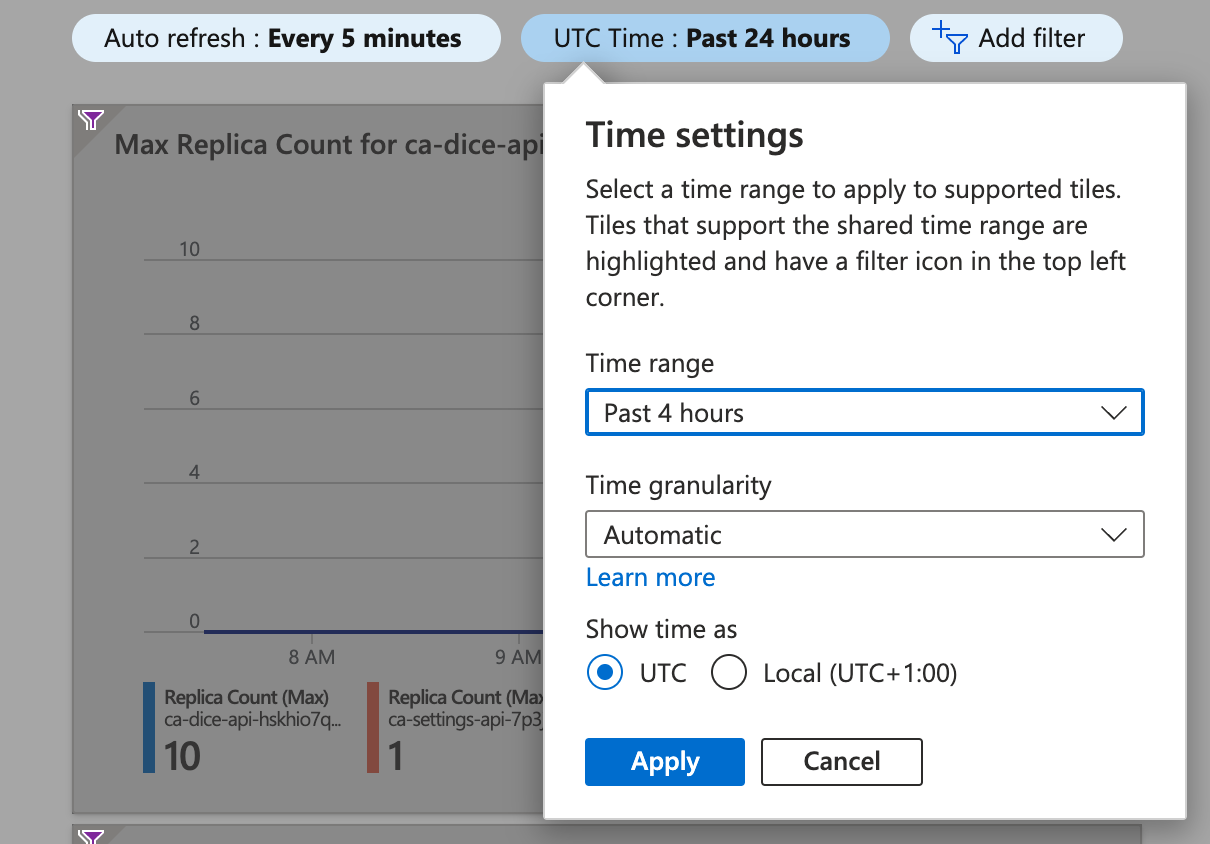 Auto refresh : Every 5 minutes
UTC Time : Past 24 hours
Add filter
Max Replica Count for ca-dice-api
10
8
6
4
2
0
8 AM
9 AM
Replica Count (Max)
ca-dice-api-hskhio7q...
10
Replica Count (Max
ca-settings-api-7p3
1
Time settings
Select a time range to apply to supported tiles.
Tiles that support the shared time range are
highlighted and have a filter icon in the top left
corner.
Time range
Past 4 hours
Time granularity
Automatic
Learn more
Show time as
UTC
Local (UTC+1:00)
Apply
Cancel